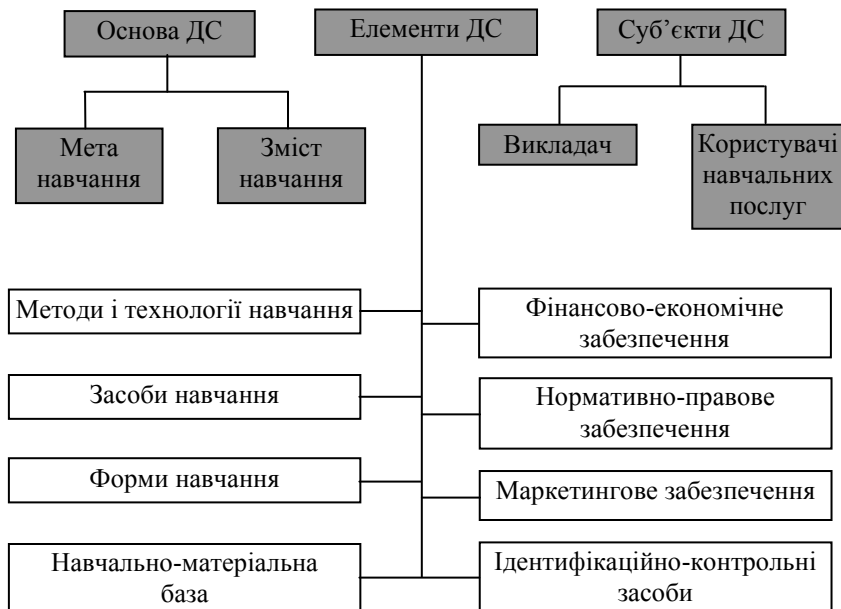 Основа ДС
Елементи ДС
Суб’єкти ДС
Мета
навчання
Зміст
навчання
Викладач
Користувачі
навчальних
послуг
Методи і технології навчання
Фінансово-економічне
забезпечення
Засоби навчання
Нормативно-правове
забезпечення
Форми навчання
Маркетингове забезпечення
Навчально-матеріальна
база
Ідентифікаційно-контрольні
засоби